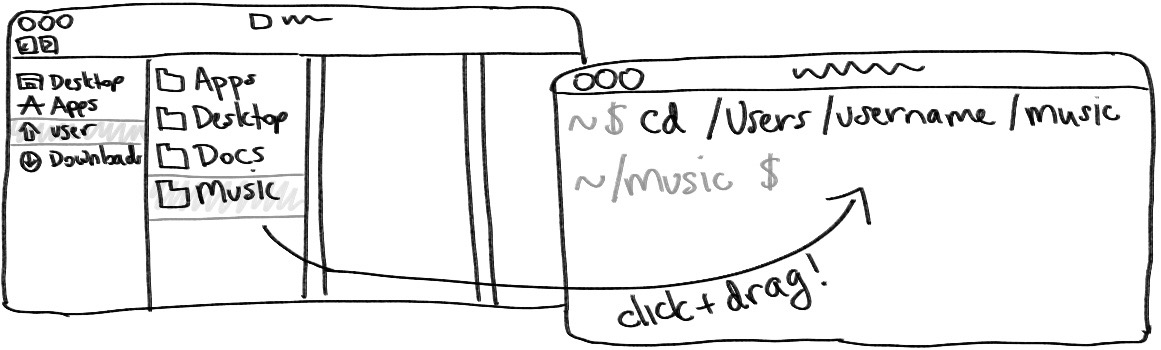 Desktop
Apps
user
Downloads
Apps
Desktop
Docs
Music
~$ cd /Users/username/music
~/music $
click+drag!